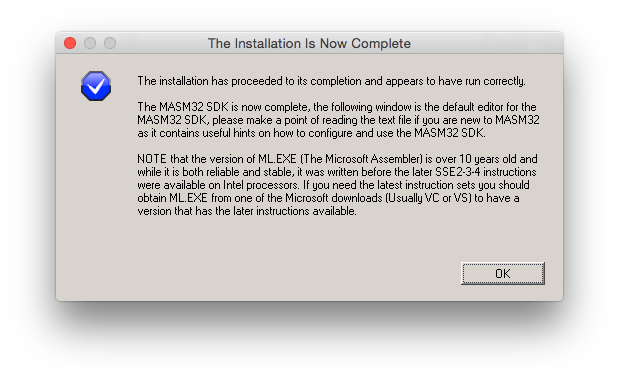 The Installation Is Now Complete
The installation has proceeded to its completion and appears to have run correctly.
The MASM32 SDK is now complete, the following window is the default editor for the
MASM32 SDK, please make a point of reading the text file if you are new to MASM32
as it contains useful hints on how to configure and use the MASM32 SDK.
NOTE that the version of ML.EXE (The Microsoft Assembler) is over 10 years old and
while it is both reliable and stable, it was written before the later SSE2-3-4 instructions
were available on Intel processors. If you need the latest instruction sets you should
obtain ML.EXE from one of the Microsoft downloads (Usually VC or VS) to have a
version that has the later instructions available.
OK